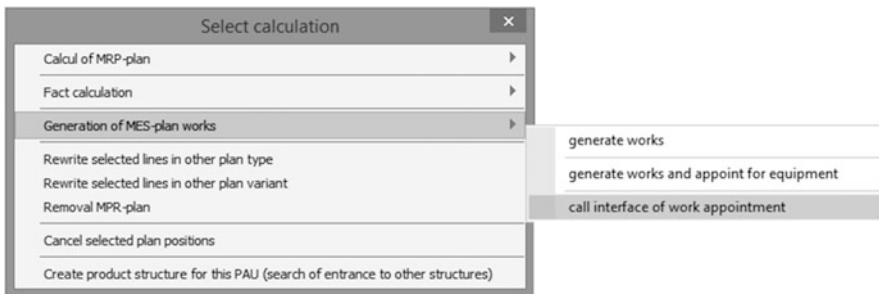 Select calculation
Calcul of MRP-plan
Fact calculation
Generation of MES-plan works
generate works
generate works and appoint for equipment
call interface of work appointment
Rewrite selected lines in other plan type
Rewrite selected lines in other plan variant
Removal MPR-plan
Cancel selected plan positions
Create product structure for this PAU (search of entrance to other structures)